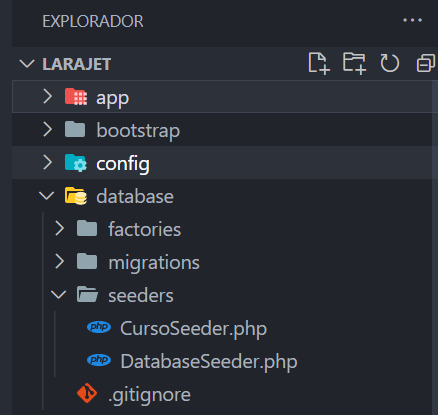 EXPLORADOR
LARAJET
app
bootstrap
config
database
factories
migrations
seeders
php CursoSeeder.php
php DatabaseSeeder.php
.gitignore